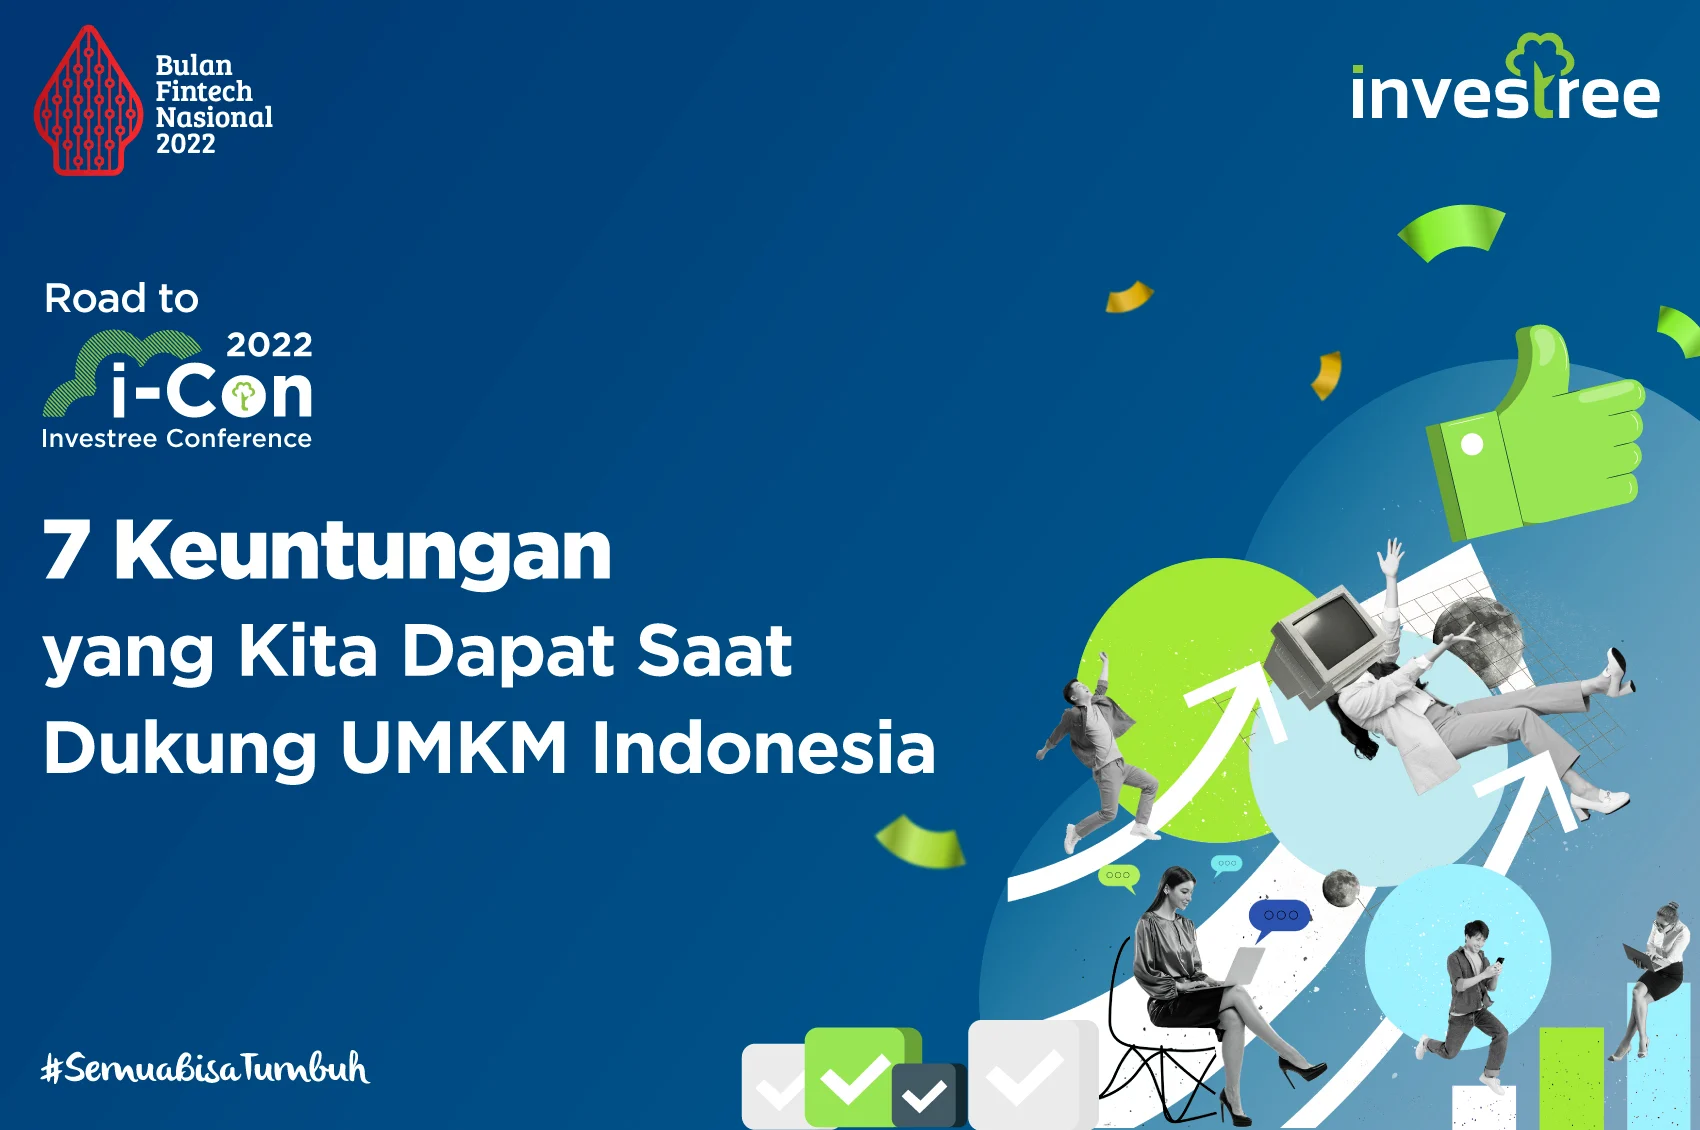 Bulan
Fintech
Nasional
2022
investree
Road to
2022
i-Con
Investree Conference
7 Keuntungan
yang Kita Dapat Saat
Dukung UMKM Indonesia
#SemuabisaTumbuh